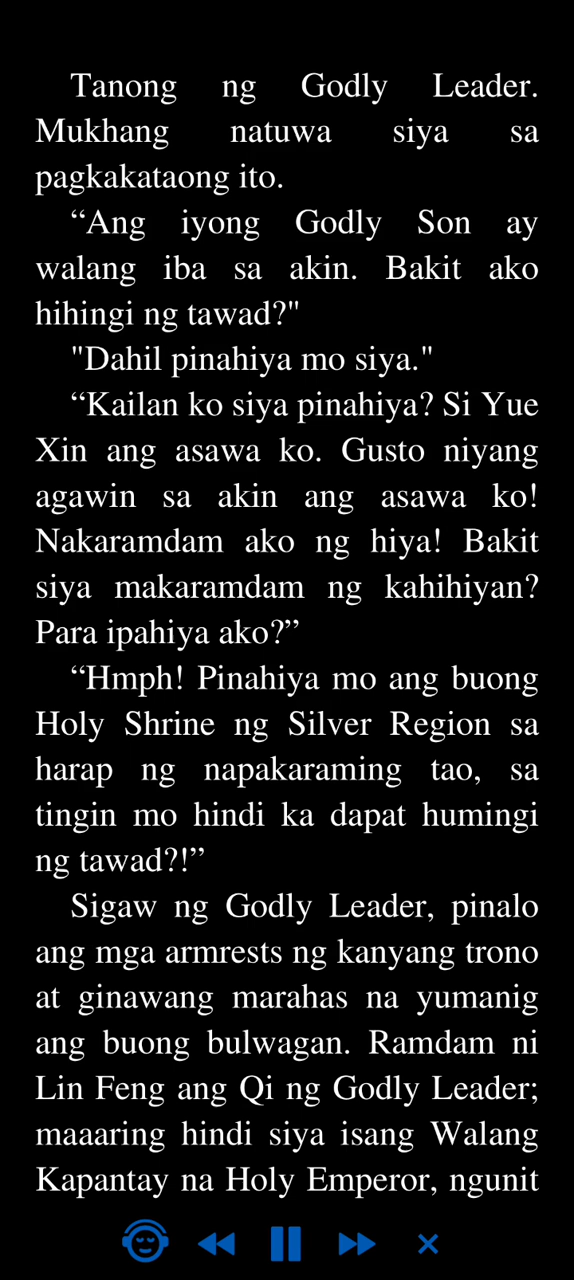 Tanong ng Godly Leader.
Mukhang natuwa siya sa
pagkakataong ito.
“Ang iyong Godly Son ay
walang iba sa akin. Bakit ako
hihingi ng tawad?"
"Dahil pinahiya mo siya."
“Kailan ko siya pinahiya? Si Yue
Xin ang asawa ko. Gusto niyang
agawin sa akin ang asawa ko!
Nakaramdam ako ng hiya! Bakit
siya makaramdam ng kahihiyan?
Para ipahiya ako?”
“Hmph! Pinahiya mo ang buong
Holy Shrine ng Silver Region sa
harap ng napakaraming tao, sa
tingin mo hindi ka dapat humingi
ng tawad?!”
Sigaw ng Godly Leader, pinalo
ang mga armrests ng kanyang trono
at ginawang marahas na yumanig
ang buong bulwagan. Ramdam ni
Lin Feng ang Qi ng Godly Leader;
maaaring hindi siya isang Walang
Kapantay na Holy Emperor, ngunit